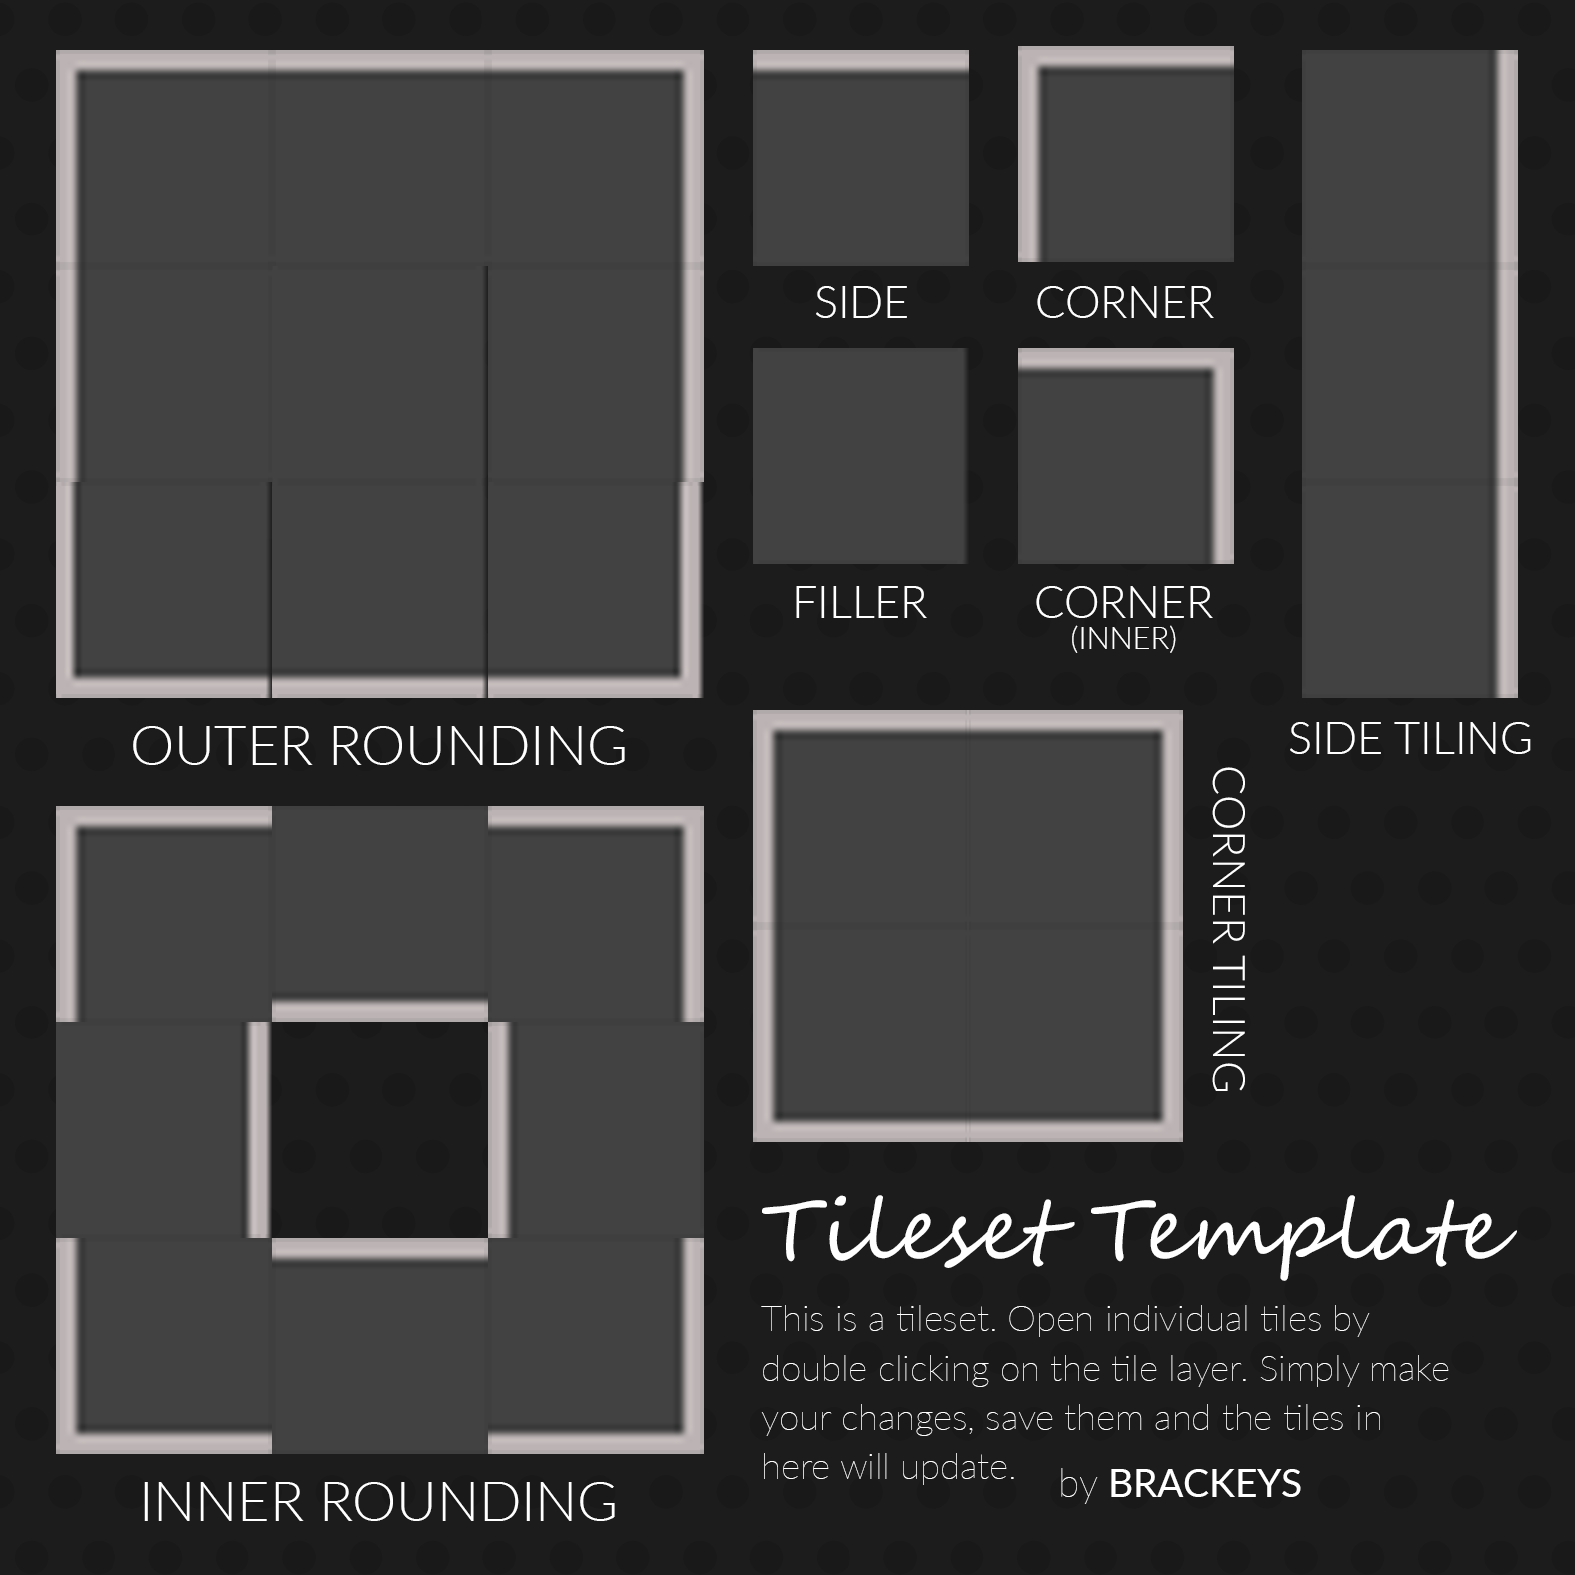 SIDE
CORNER
FILLER
CORNER
(INNER)
OUTER ROUNDING
SIDE TILING
CORNER TILING
INNER ROUNDING
Tileset Template
This is a tileset. Open individual tiles by
double clicking on the tile layer. Simply make
your changes, save them and the tiles in
here will update.
by BRACKEYS